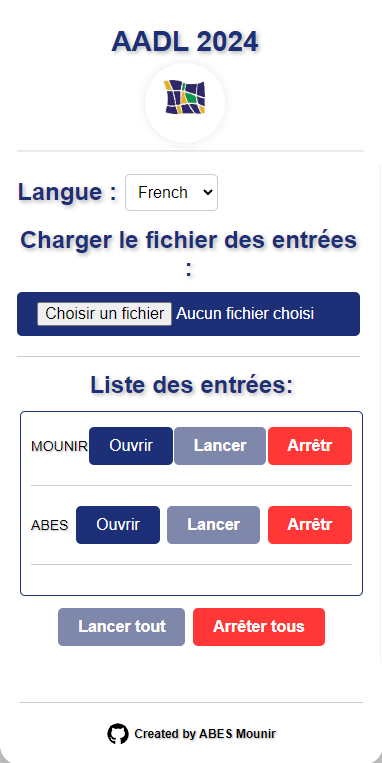 AADL 2024
Langue : French
Charger le fichier des entrées
:
Choisir un fichier Aucun fichier choisi
Liste des entrées:
MOUNIR Ouvrir Lancer Arrêtr
ABES Ouvrir Lancer Arrêtr
Lancer tout Arrêter tous
Created by ABES Mounir